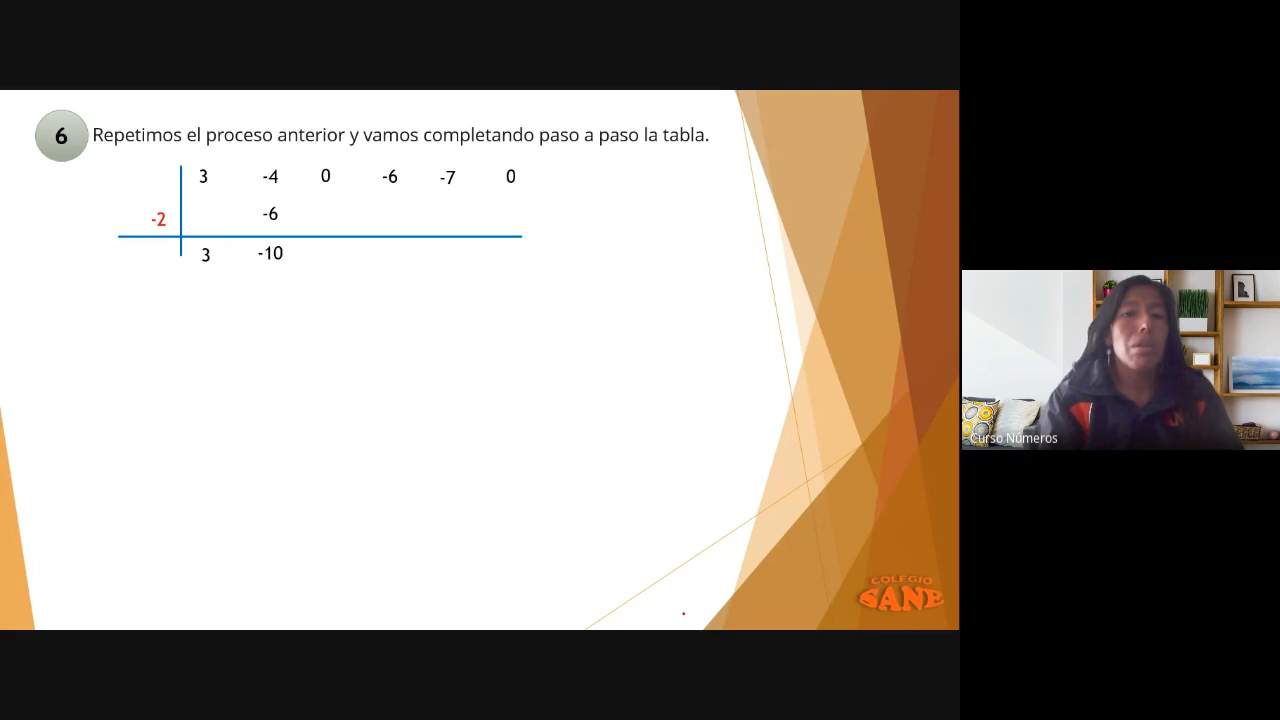 6 Repetimos el proceso anterior y vamos completando paso a paso la tabla.
3 -4 0 -6 -7 0
-2 -6
3 -10
Curso Números
COLEGIO
SANE